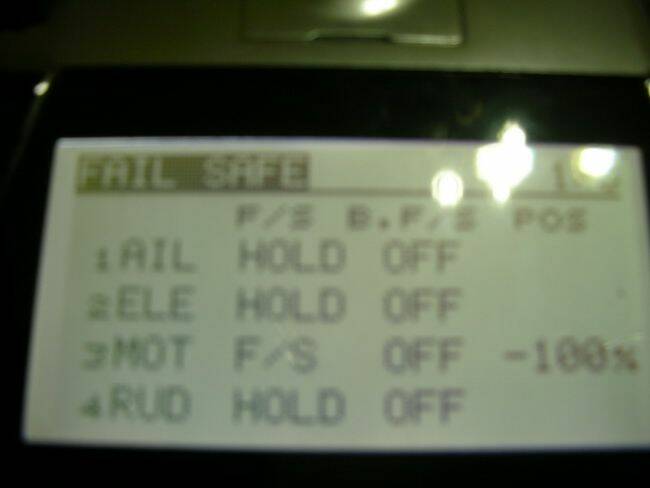 FAIL SAFE
F/S B.F/S POS
1 AIL HOLD OFF
2 ELE HOLD OFF
3 MOT F/S OFF -100%
4 RUD HOLD OFF